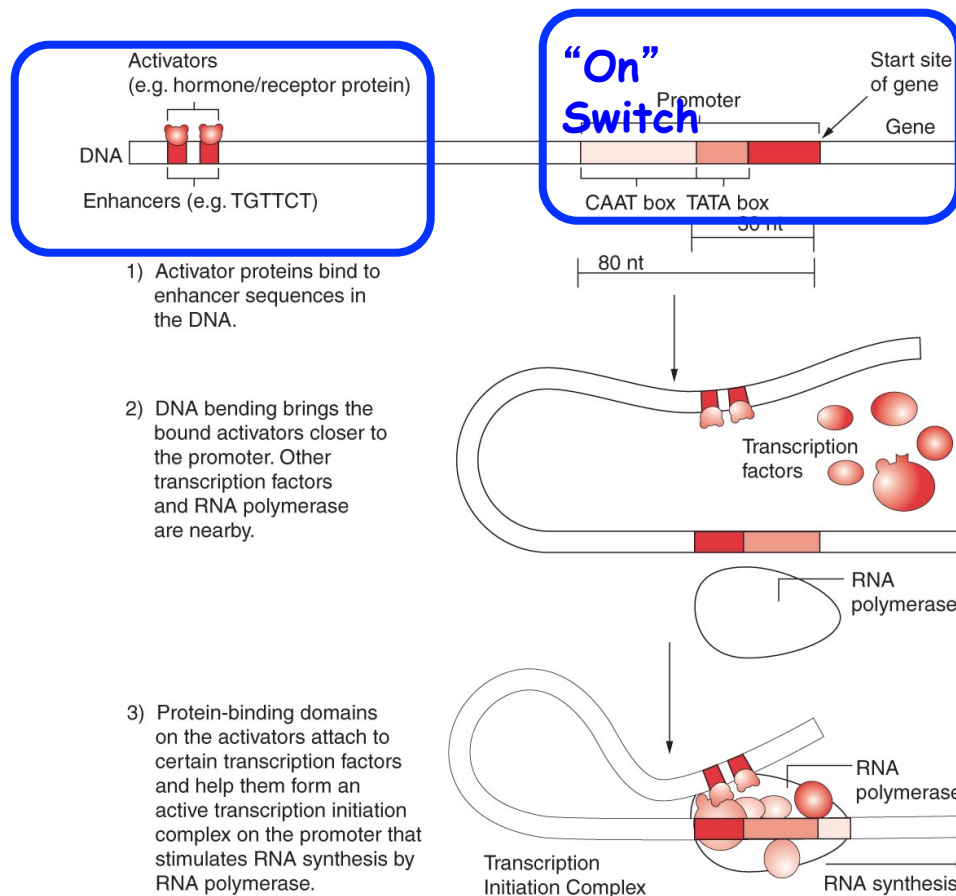 Activators
(e.g. hormone/receptor protein)
DNA
Enhancers (e.g. TGTTCT)
“On”
Switch
Promoter
Start site
of gene
Gene
CAAT box TATA box
30 nt
80 nt
1) Activator proteins bind to
enhancer sequences in
the DNA.
2) DNA bending brings the
bound activators closer to
the promoter. Other
transcription factors
and RNA polymerase
are nearby.
Transcription
factors
RNA
polymerase
3) Protein-binding domains
on the activators attach to
certain transcription factors
and help them form an
active transcription initiation
complex on the promoter that
stimulates RNA synthesis by
RNA polymerase.
RNA
polymerase
Transcription
Initiation Complex
RNA synthesis